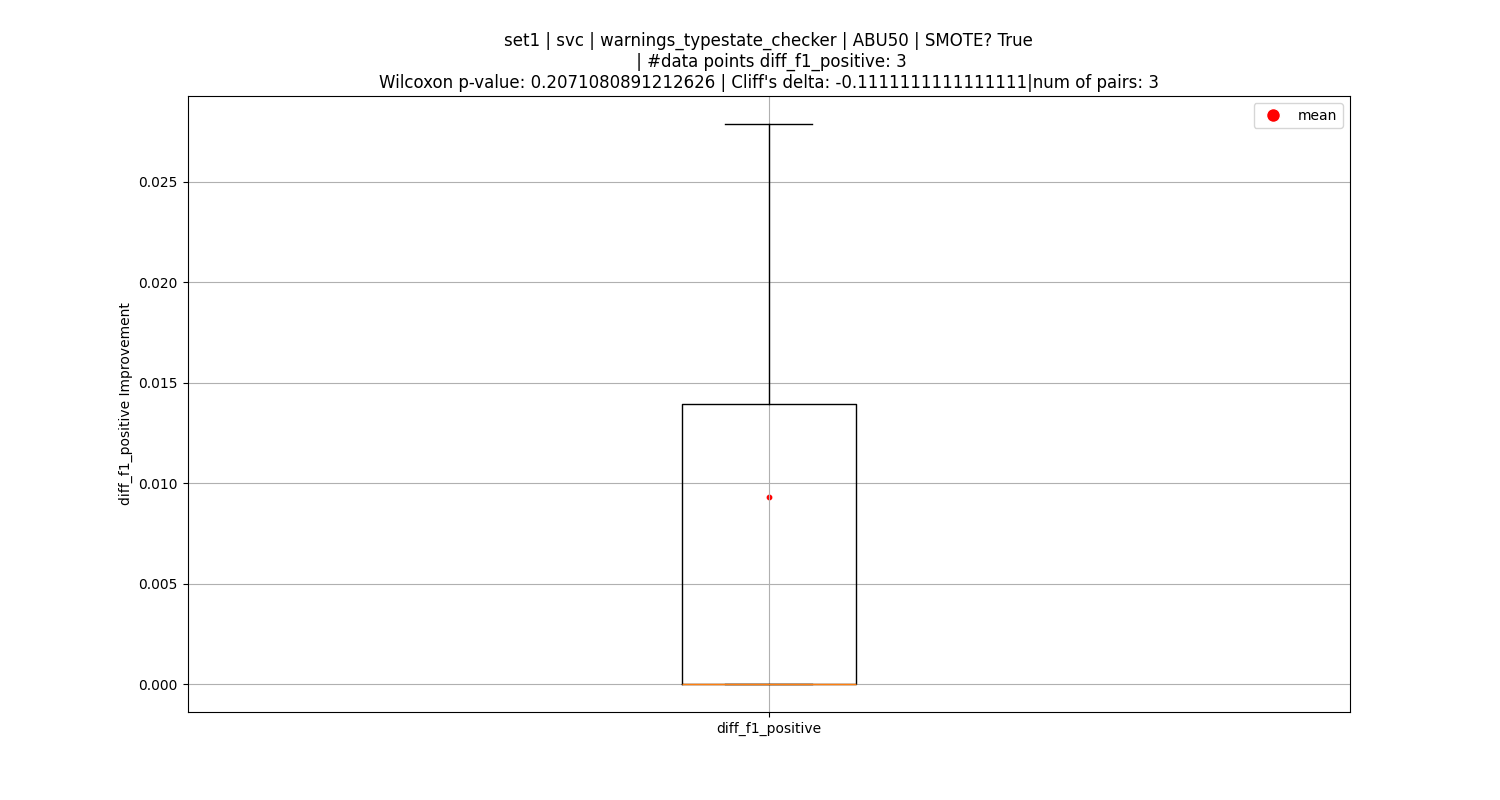 set1 | svc | warnings_typestate_checker | ABU50 | SMOTE? True
| #data points diff_f1_positive: 3
Wilcoxon p-value: 0.2071080891212626 | Cliff's delta: -0.1111111111111111|num of pairs: 3
mean
0.025
0.020
0.015
0.010
0.005
0.000
diff_f1_positive Improvement
diff_f1_positive